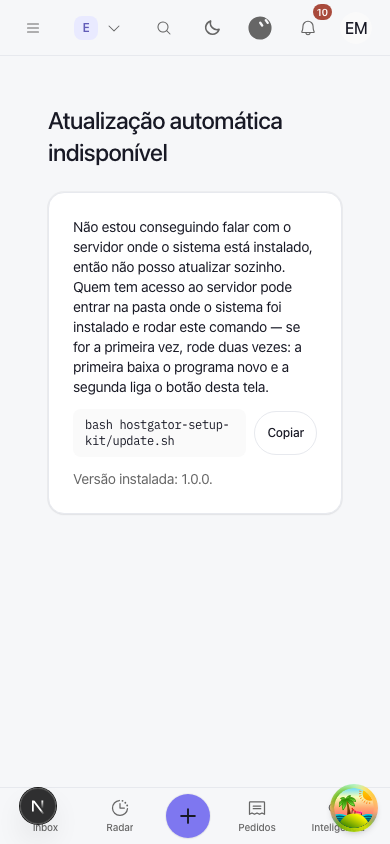 E
10
EM
Atualização automática
indisponível
Não estou conseguindo falar com o
servidor onde o sistema está instalado,
então não posso atualizar sozinho.
Quem tem acesso ao servidor pode
entrar na pasta onde o sistema foi
instalado e rodar este comando — se
for a primeira vez, rode duas vezes: a
primeira baixa o programa novo e a
segunda liga o botão desta tela.
bash hostgator-setup-
kit/update.sh
Copiar
Versão instalada: 1.0.0.
N
Inbox
Radar
Pedidos